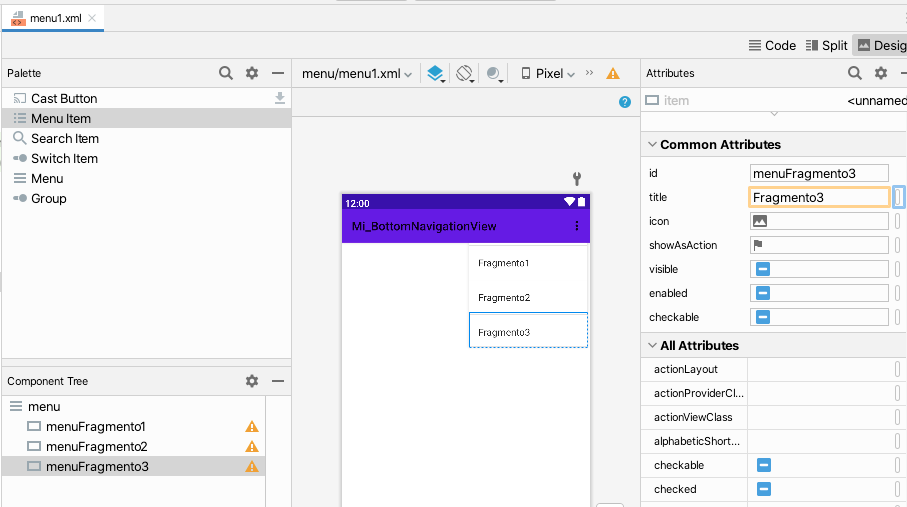 menu1.xml
Code Split Desig
Palette
Cast Button
Menu Item
Search Item
Switch Item
Menu
Group
Component Tree
menu
menuFragmento1
menuFragmento2
menuFragmento3
menu/menu1.xml Pixel
12:00
Mi_BottomNavigationView
Fragmento1
Fragmento2
Fragmento3
Attributes
item <unnamed
Common Attributes
id menuFragmento3
title Fragmento3
icon
showAsAction
visible
enabled
checkable
All Attributes
actionLayout
actionProviderCl...
actionViewClass
alphabeticShort...
checkable
checked